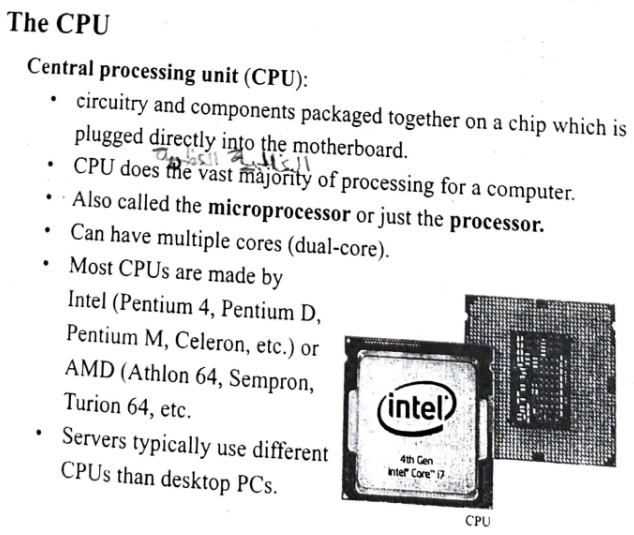 The CPU
Central processing unit (CPU):
• circuitry and components packaged together on a chip which is
plugged directly into the motherboard.
الغالبية العظمى
• CPU does the vast majority of processing for a computer.
• Also called the microprocessor or just the processor.
• Can have multiple cores (dual-core).
• Most CPUs are made by
Intel (Pentium 4, Pentium D,
Pentium M, Celeron, etc.) or
AMD (Athlon 64, Sempron,
Turion 64, etc.
• Servers typically use different
CPUs than desktop PCs.
intel
4th Gen
Intel® Core™ i7
CPU